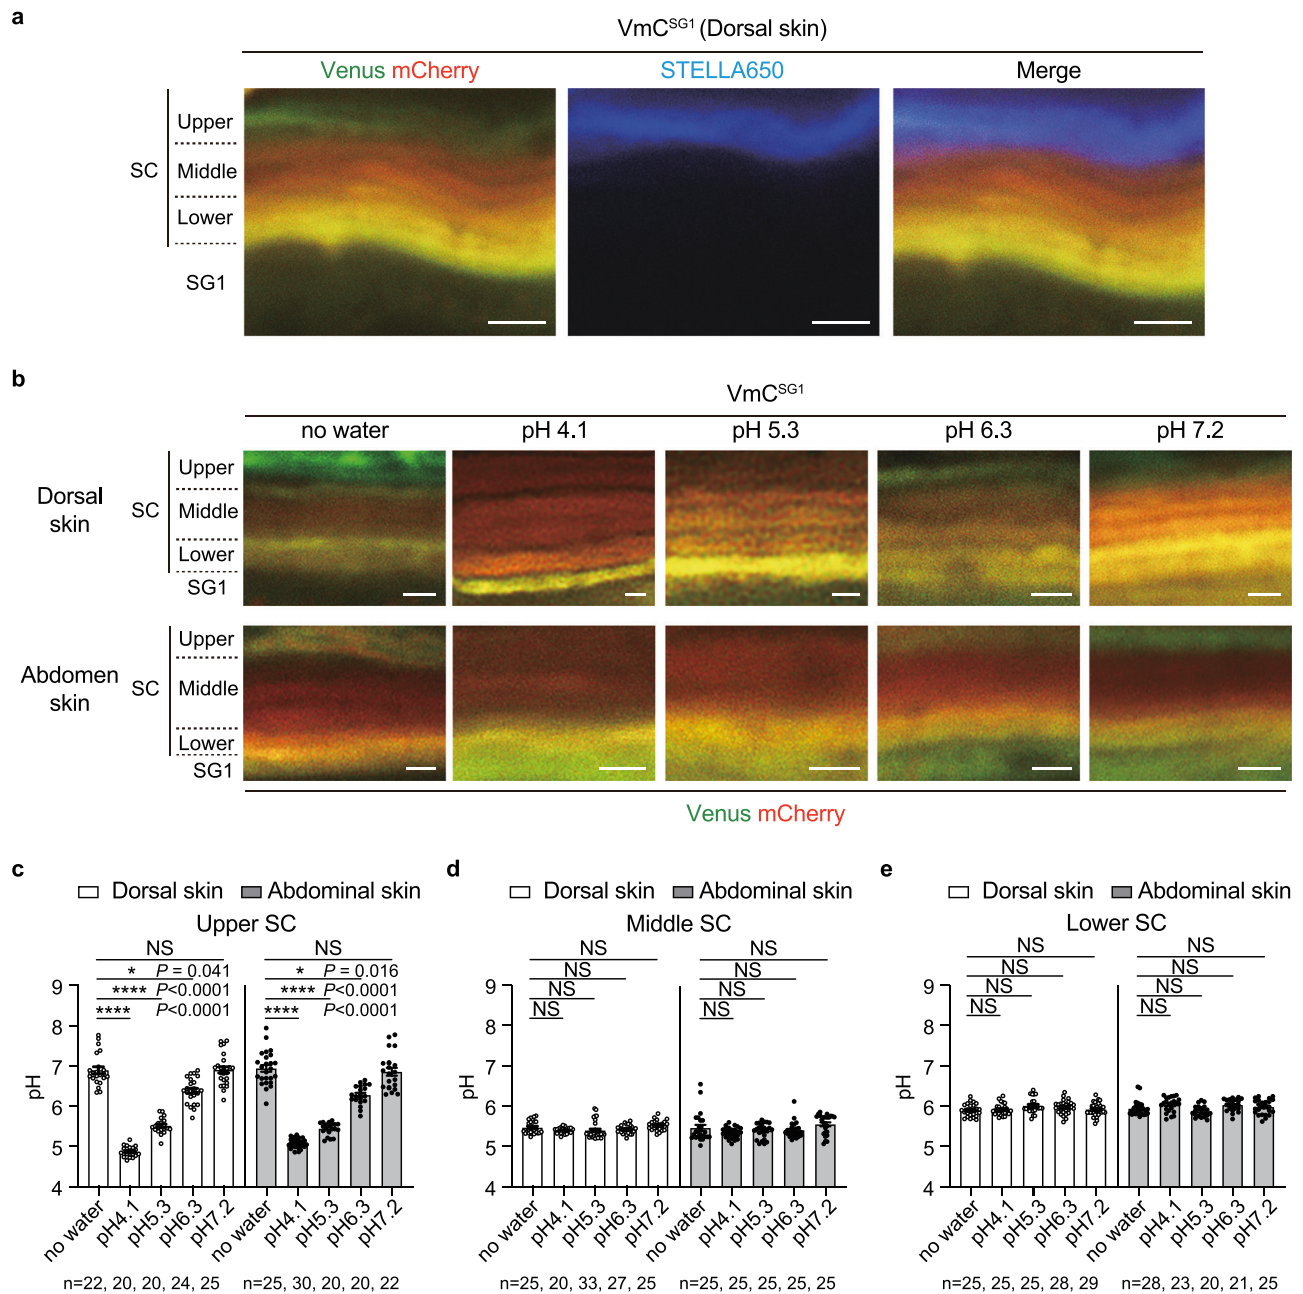 a
VmC^SG1 (Dorsal skin)
Venus mCherry
STELLA650
Merge
SC
Upper
Middle
Lower
SG1
b
VmC^SG1
no water
pH 4.1
pH 5.3
pH 6.3
pH 7.2
Dorsal
skin
SC
Upper
Middle
Lower
SG1
Abdomen
skin
SC
Upper
Middle
Lower
SG1
Venus mCherry
c
Dorsal skin
Abdominal skin
Upper SC
NS
* P = 0.041
**** P<0.0001
**** P<0.0001
NS
* P = 0.016
**** P<0.0001
**** P<0.0001
pH
9
8
7
6
5
4
no water
pH4.1
pH5.3
pH6.3
pH7.2
no water
pH4.1
pH5.3
pH6.3
pH7.2
n=22, 20, 20, 24, 25
n=25, 30, 20, 20, 22
d
Dorsal skin
Abdominal skin
Middle SC
NS
NS
NS
NS
NS
NS
NS
NS
pH
9
8
7
6
5
4
no water
pH4.1
pH5.3
pH6.3
pH7.2
no water
pH4.1
pH5.3
pH6.3
pH7.2
n=25, 20, 33, 27, 25
n=25, 25, 25, 25, 25
e
Dorsal skin
Abdominal skin
Lower SC
NS
NS
NS
NS
NS
NS
NS
NS
pH
9
8
7
6
5
4
no water
pH4.1
pH5.3
pH6.3
pH7.2
no water
pH4.1
pH5.3
pH6.3
pH7.2
n=25, 25, 25, 28, 29
n=28, 23, 20, 21, 25